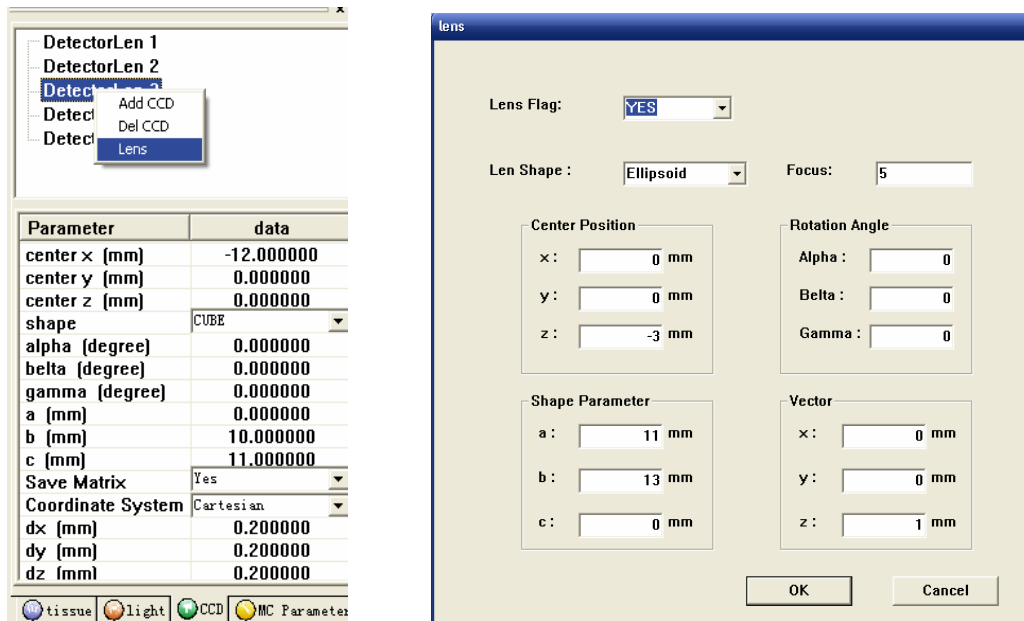 x
DetectorLen 1
DetectorLen 2
Add CCD
Del CCD
Lens
Parameter data
center x (mm) -12.000000
center y (mm) 0.000000
center z (mm) 0.000000
shape CUBE
alpha (degree) 0.000000
belta (degree) 0.000000
gamma (degree) 0.000000
a (mm) 0.000000
b (mm) 10.000000
c (mm) 11.000000
Save Matrix Yes
Coordinate System Cartesian
dx (mm) 0.200000
dy (mm) 0.200000
dz (mm) 0.200000
tissue light CCD MC Parameter
lens
Lens Flag: YES
Len Shape : Ellipsoid Focus: 5
Center Position
x : 0 mm
y : 0 mm
z : -3 mm
Rotation Angle
Alpha : 0
Belta : 0
Gamma : 0
Shape Parameter
a : 11 mm
b : 13 mm
c : 0 mm
Vector
x : 0 mm
y : 0 mm
z : 1 mm
OK Cancel